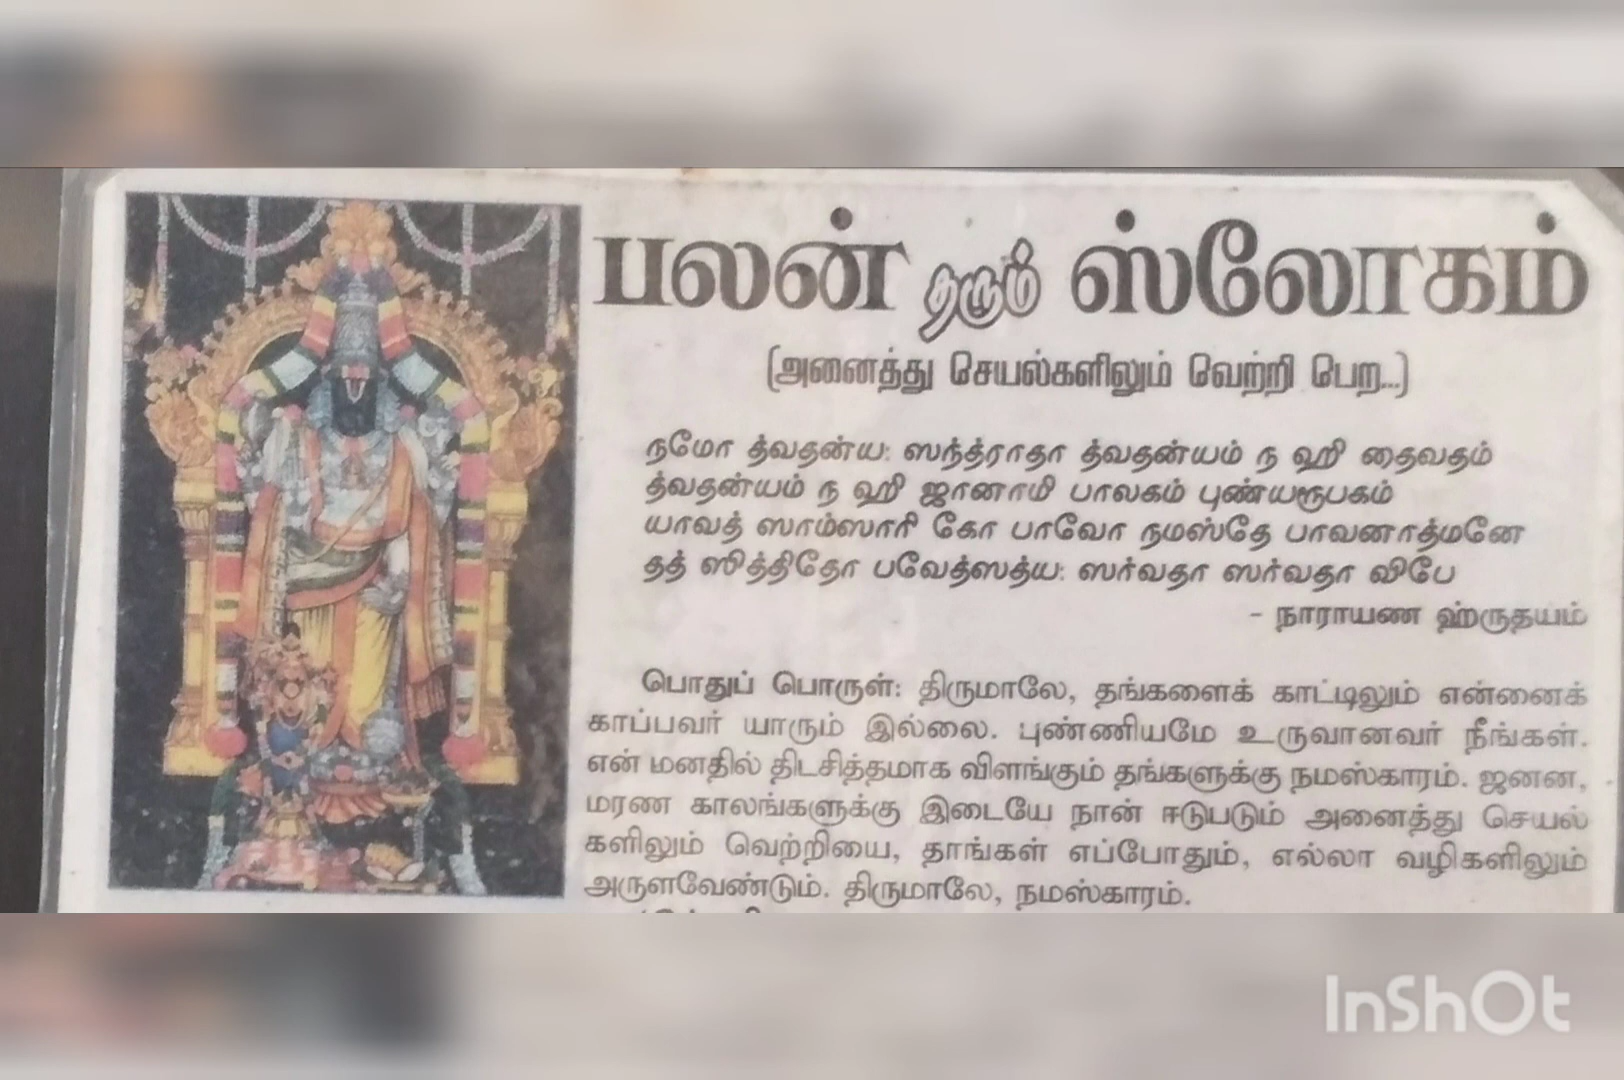 பலன் தரும் ஸ்லோகம்
(அனைத்து செயல்களிலும் வெற்றி பெற...)
நமோ த்வதன்ய: ஸந்த்ராதா த்வதன்யம் ந ஹி தைவதம்
த்வதன்யம் ந ஹி ஜானாமி பாலகம் புண்யரூபகம்
யாவத் ஸாம்ஸாரி கோ பாவோ நமஸ்தே பாவனாத்மனே
தத் ஸித்திதோ பவேத்ஸத்ய: ஸர்வதா ஸர்வதா விபே
- நாராயண ஹ்ருதயம்
பொதுப் பொருள்: திருமாலே, தங்களைக் காட்டிலும் என்னைக்
காப்பவர் யாரும் இல்லை. புண்ணியமே உருவானவர் நீங்கள்.
என் மனதில் திடசித்தமாக விளங்கும் தங்களுக்கு நமஸ்காரம். ஜனன,
மரண காலங்களுக்கு இடையே நான் ஈடுபடும் அனைத்து செயல்
களிலும் வெற்றியை, தாங்கள் எப்போதும், எல்லா வழிகளிலும்
அருளவேண்டும். திருமாலே, நமஸ்காரம்.
InShOt